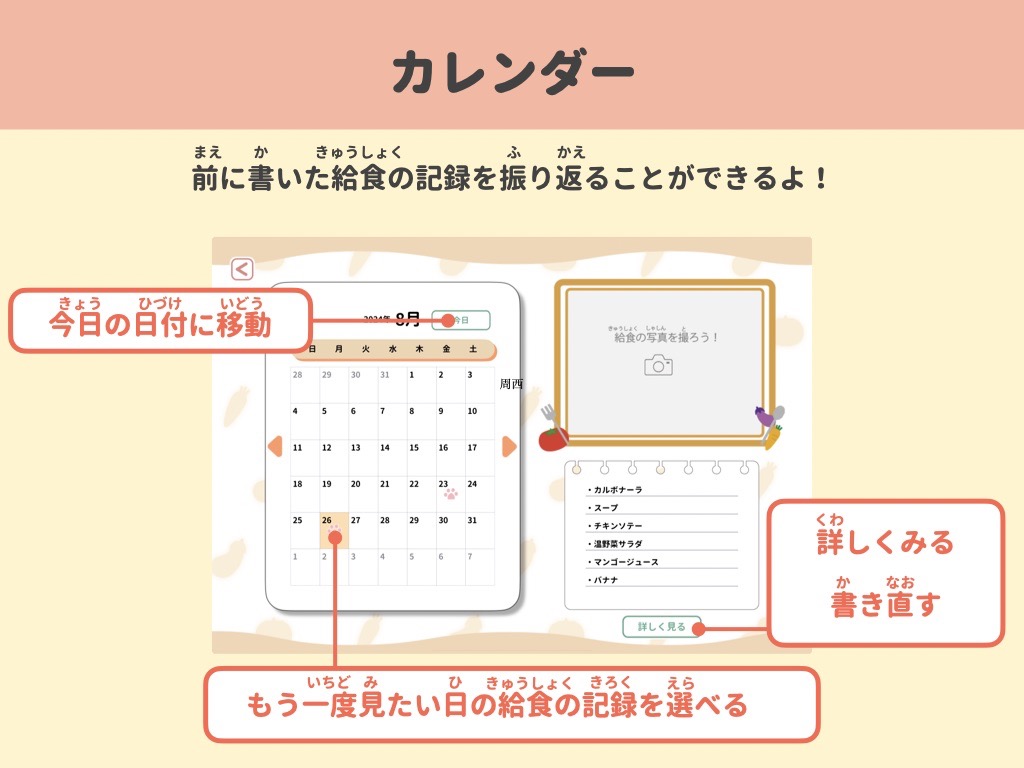 カレンダー
まえ か きゅうしょく ふ かえ
前に書いた給食の記録を振り返ることができるよ！
きょう ひづけ いどう
今日の日付に移動
2024年 8月 今日
日 月 火 水 木 金 土
28 29 30 31 1 2 3
周西
4 5 6 7 8 9 10
11 12 13 14 15 16 17
18 19 20 21 22 23 24
25 26 27 28 29 30 31
1 2 3 4 5 6 7
きゅうしょく しゃしん と
給食の写真を撮ろう！
・カルボナーラ
・スープ
・チキンソテー
・温野菜サラダ
・マンゴージュース
・バナナ
詳しく見る
くわ
詳しくみる
か なお
書き直す
いちど み ひ きゅうしょく きろく えら
もう一度見たい日の給食の記録を選べる